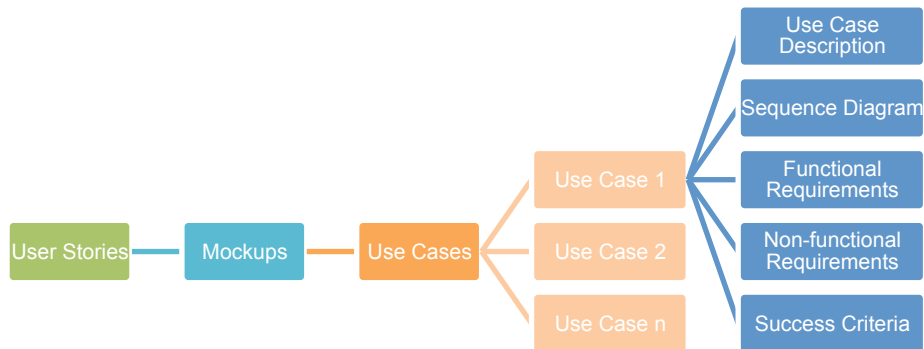 User Stories
Mockups
Use Cases
Use Case 1
Use Case 2
Use Case n
Use Case
Description
Sequence Diagram
Functional
Requirements
Non-functional
Requirements
Success Criteria